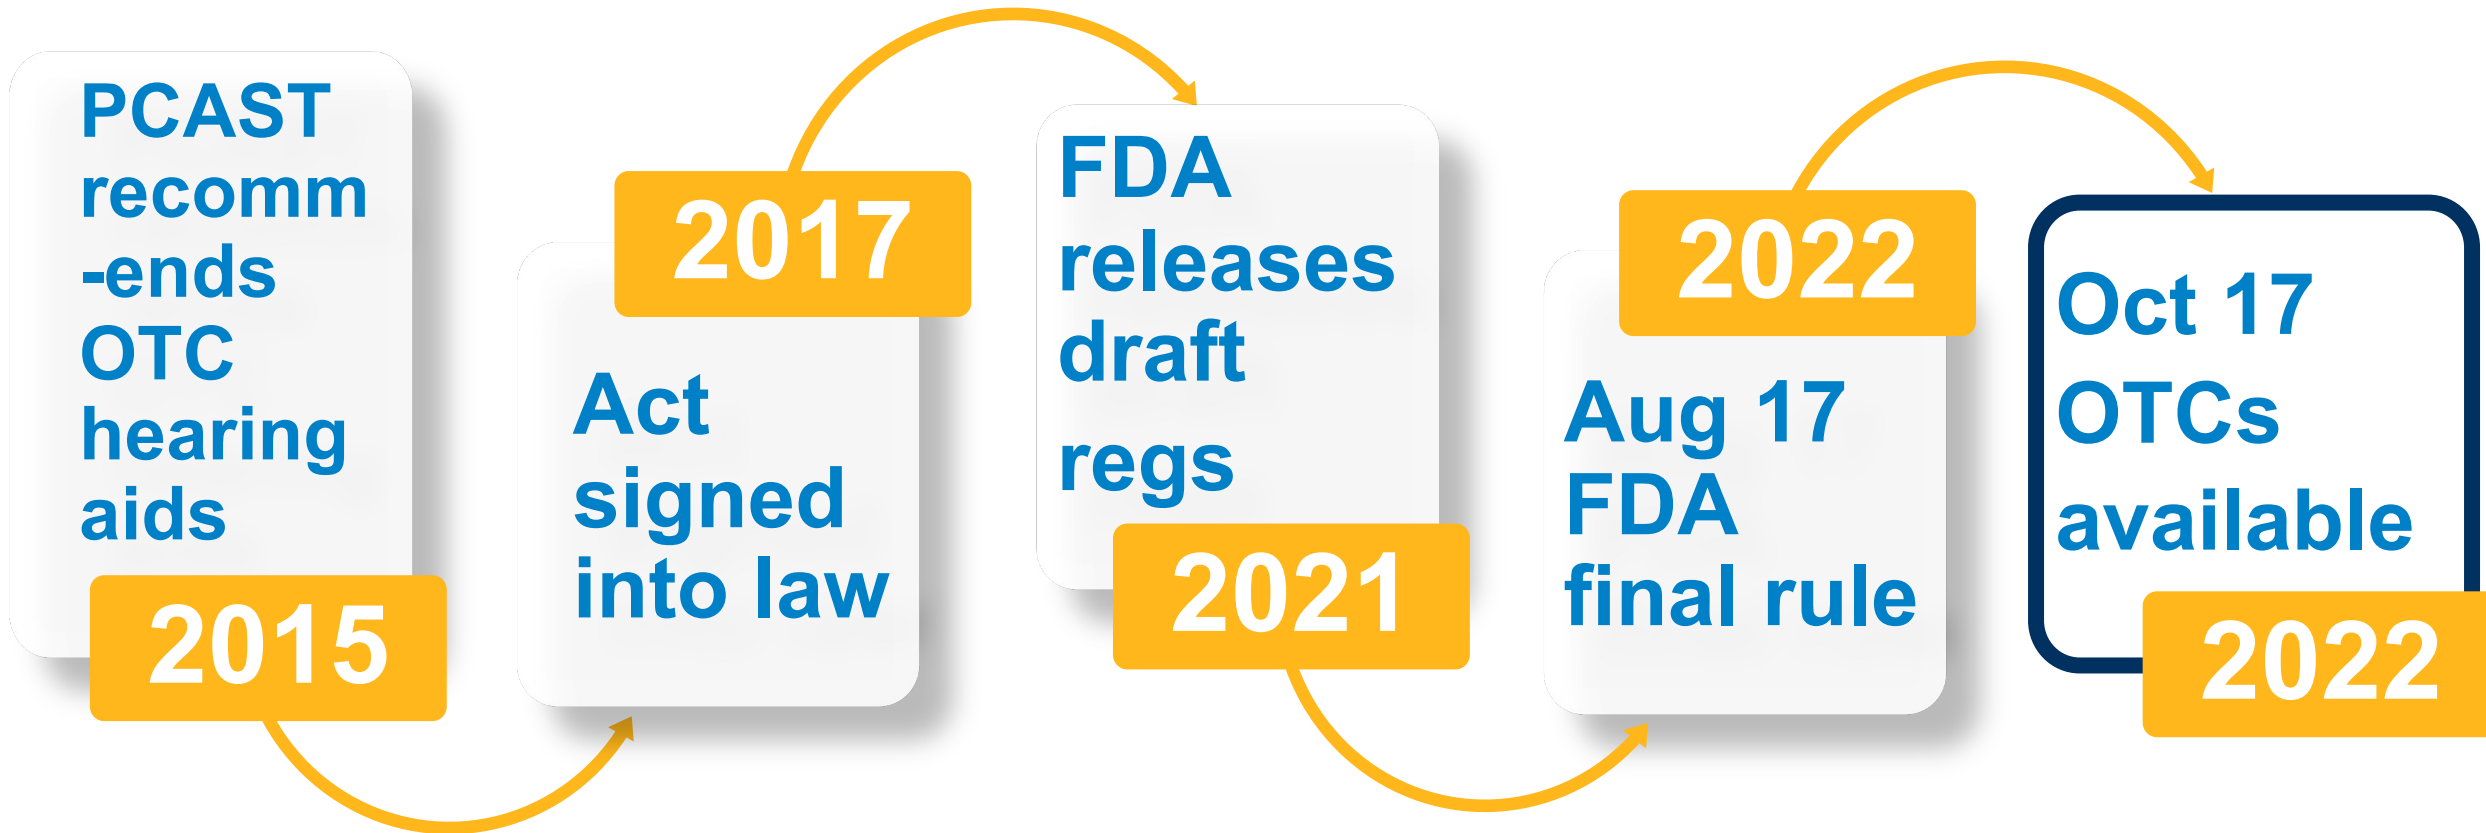 PCAST
recomm
-ends
OTC
hearing
aids
2015
2017
Act
signed
into law
FDA
releases
draft
regs
2021
2022
Aug 17
FDA
final rule
Oct 17
OTCs
available
2022